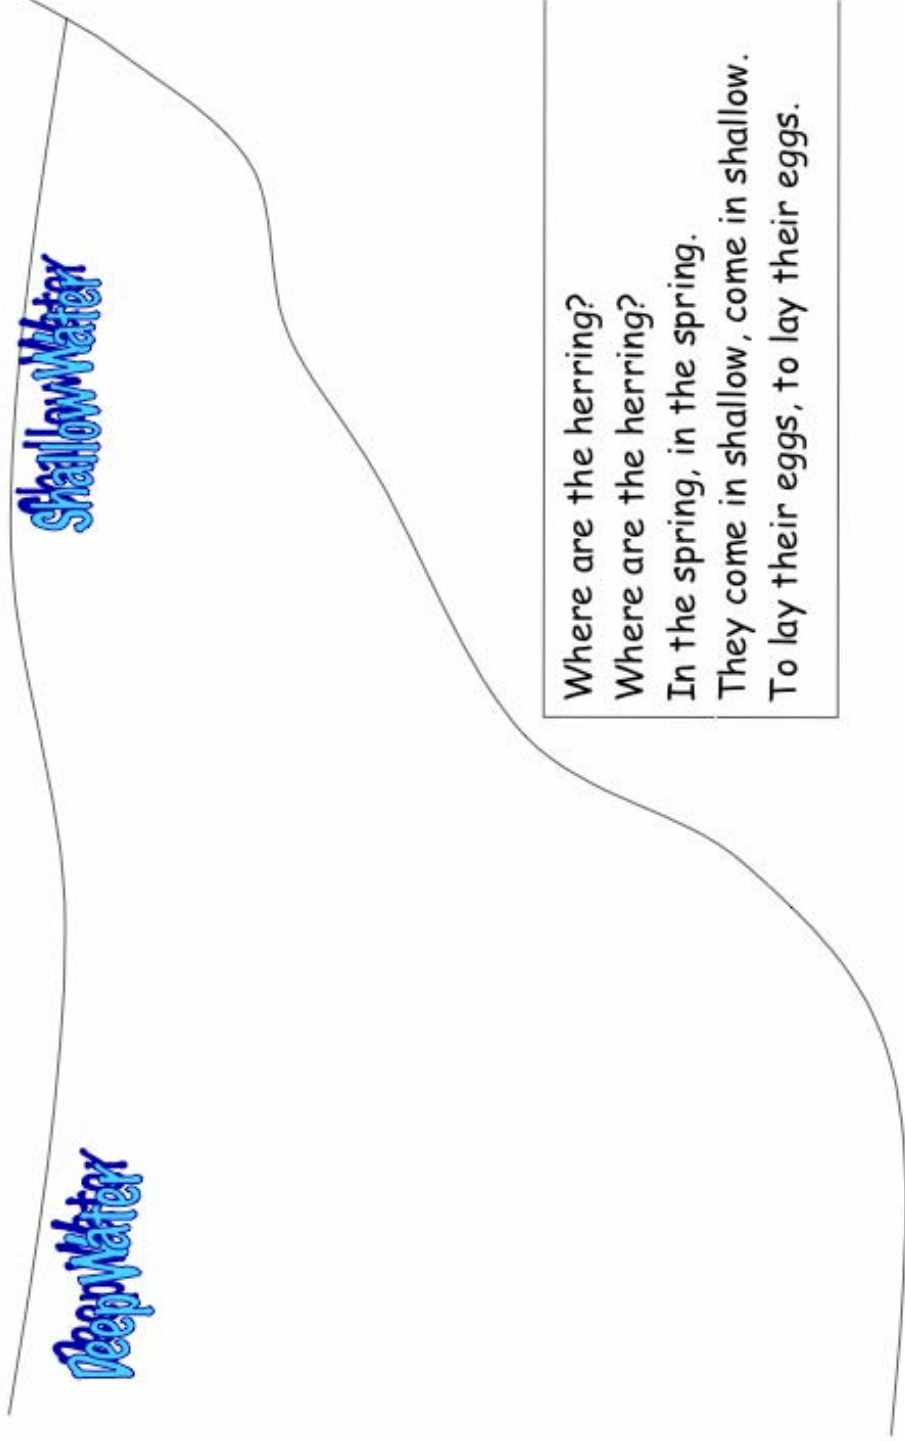 Deep Water
Shallow Water
Where are the herring?
Where are the herring?
In the spring, in the spring.
They come in shallow, come in shallow.
To lay their eggs, to lay their eggs.